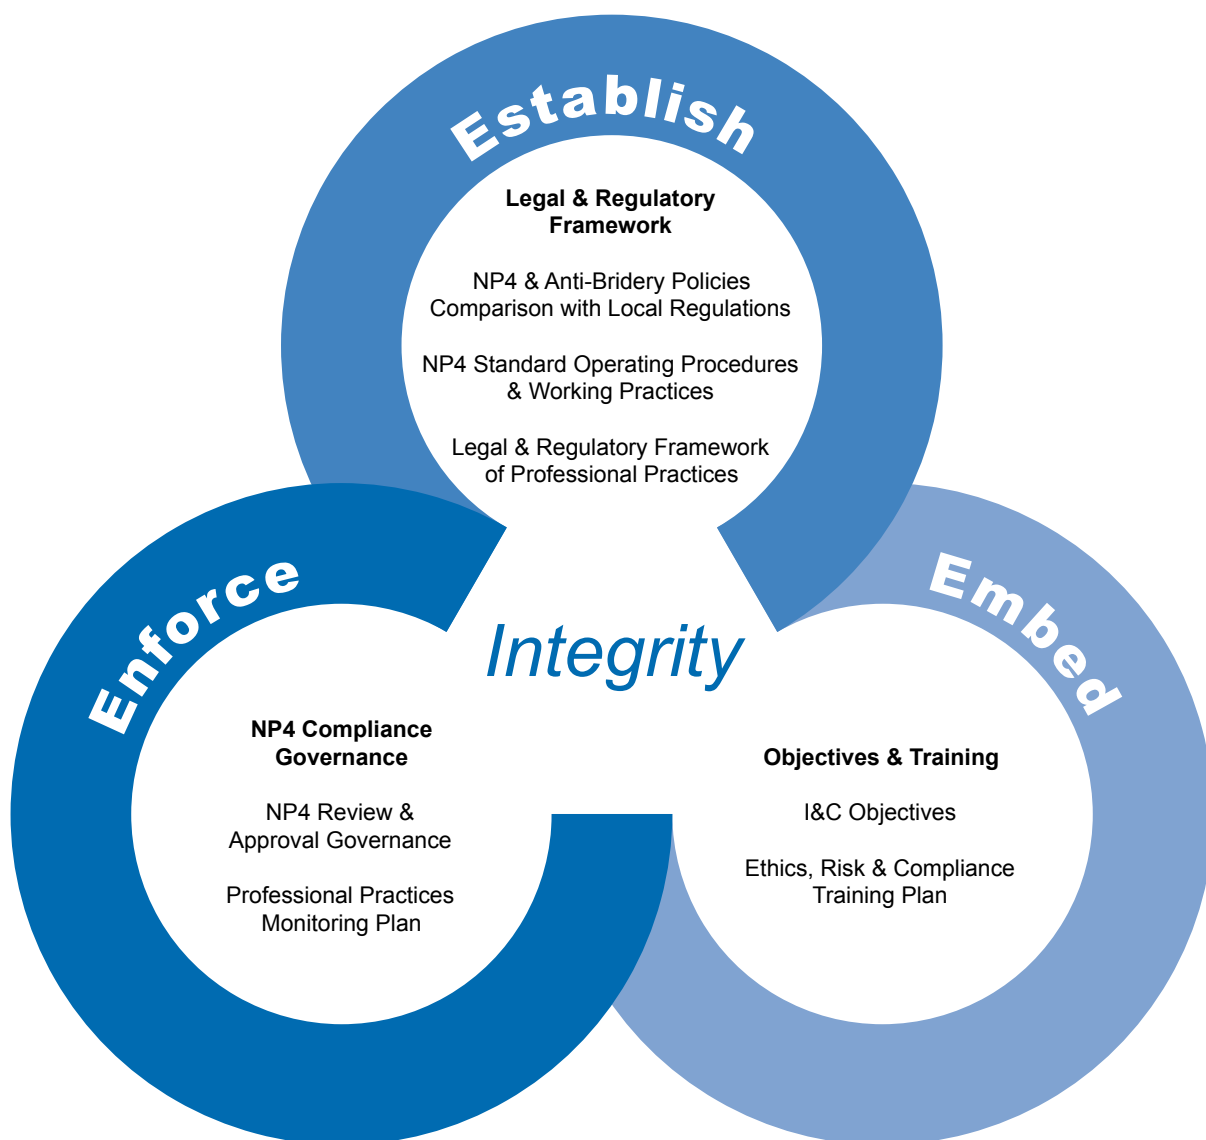 Establish
Legal & Regulatory
Framework
NP4 & Anti-Bridery Policies
Comparison with Local Regulations
NP4 Standard Operating Procedures
& Working Practices
Legal & Regulatory Framework
of Professional Practices
Integrity
Enforce
NP4 Compliance
Governance
NP4 Review &
Approval Governance
Professional Practices
Monitoring Plan
Embed
Objectives & Training
I&C Objectives
Ethics, Risk & Compliance
Training Plan